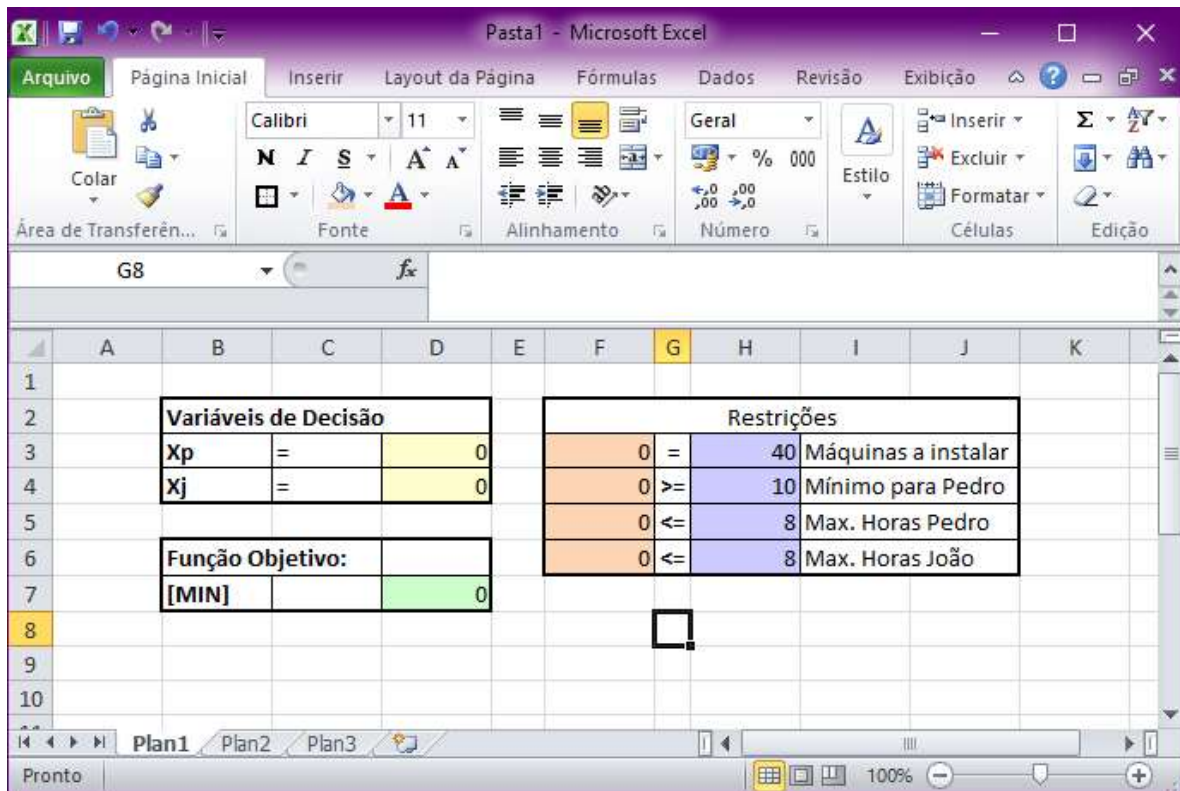 Pasta1 - Microsoft Excel
Arquivo Página Inicial Inserir Layout da Página Fórmulas Dados Revisão Exibição
Calibri 11 Geral Inserir
N I S A A % 000 Excluir
Colar Estilo Formatar
Área de Transferên... Fonte Alinhamento Número Células Edição
G8 fx
A B C D E F G H I J K
1
2 Variáveis de Decisão Restrições
3 Xp = 0 0 = 40 Máquinas a instalar
4 Xj = 0 0 >= 10 Mínimo para Pedro
5 0 <= 8 Max. Horas Pedro
6 Função Objetivo: 0 <= 8 Max. Horas João
7 [MIN] 0
8
9
10
Plan1 Plan2 Plan3
Pronto 100%